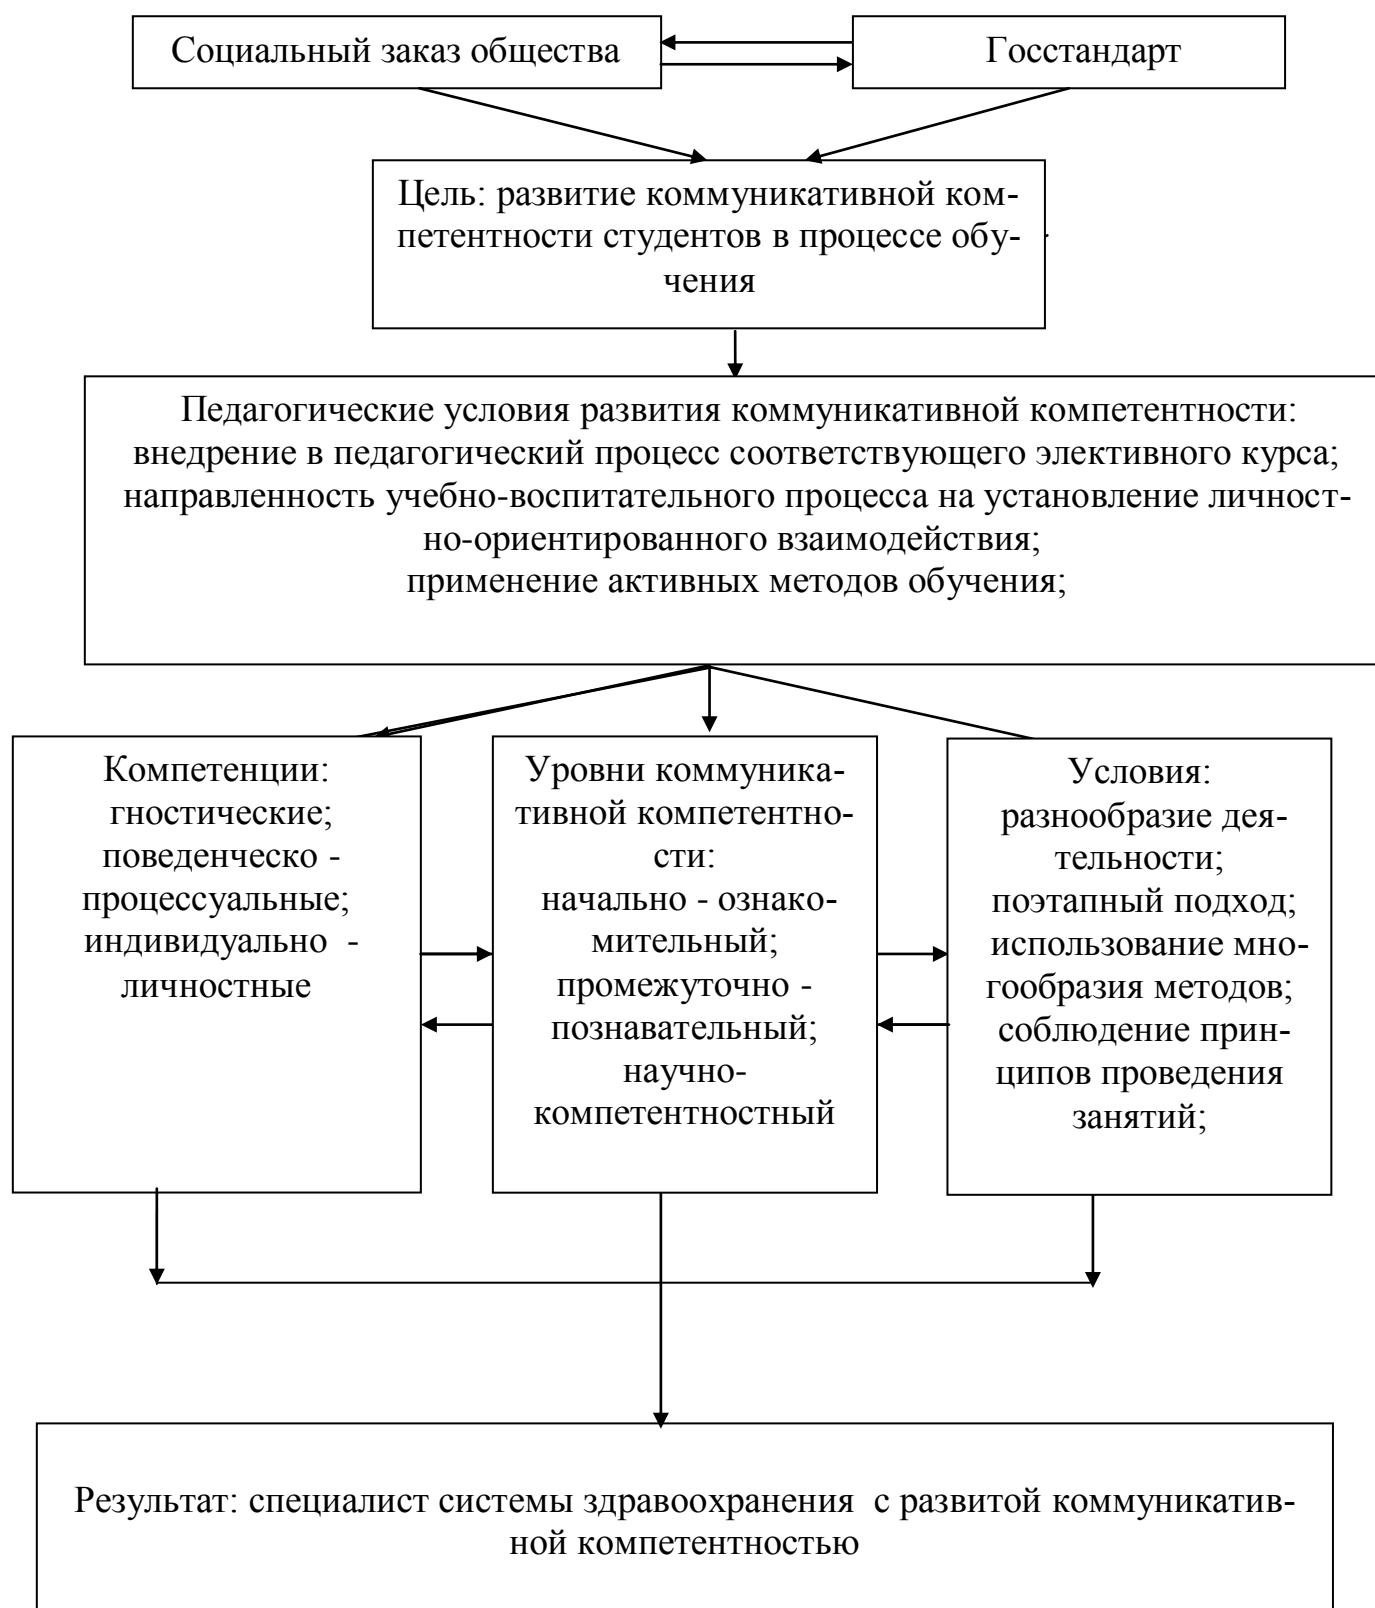 Социальный заказ общества
Госстандарт
Цель: развитие коммуникативной ком-
петентности студентов в процессе обу-
чения
Педагогические условия развития коммуникативной компетентности:
внедрение в педагогический процесс соответствующего элективного курса;
направленность учебно-воспитательного процесса на установление личност-
но-ориентированного взаимодействия;
применение активных методов обучения;
Компетенции:
гностические;
поведенческо -
процессуальные;
индивидуально  -
личностные
Уровни коммуника-
тивной компетентно-
сти:
начально - ознако-
мительный;
промежуточно -
познавательный;
научно-
компетентностный
Условия:
разнообразие дея-
тельности;
поэтапный подход;
использование мно-
гообразия методов;
соблюдение прин-
ципов проведения
занятий;
Результат: специалист системы здравоохранения  с развитой коммуникатив-
ной компетентностью